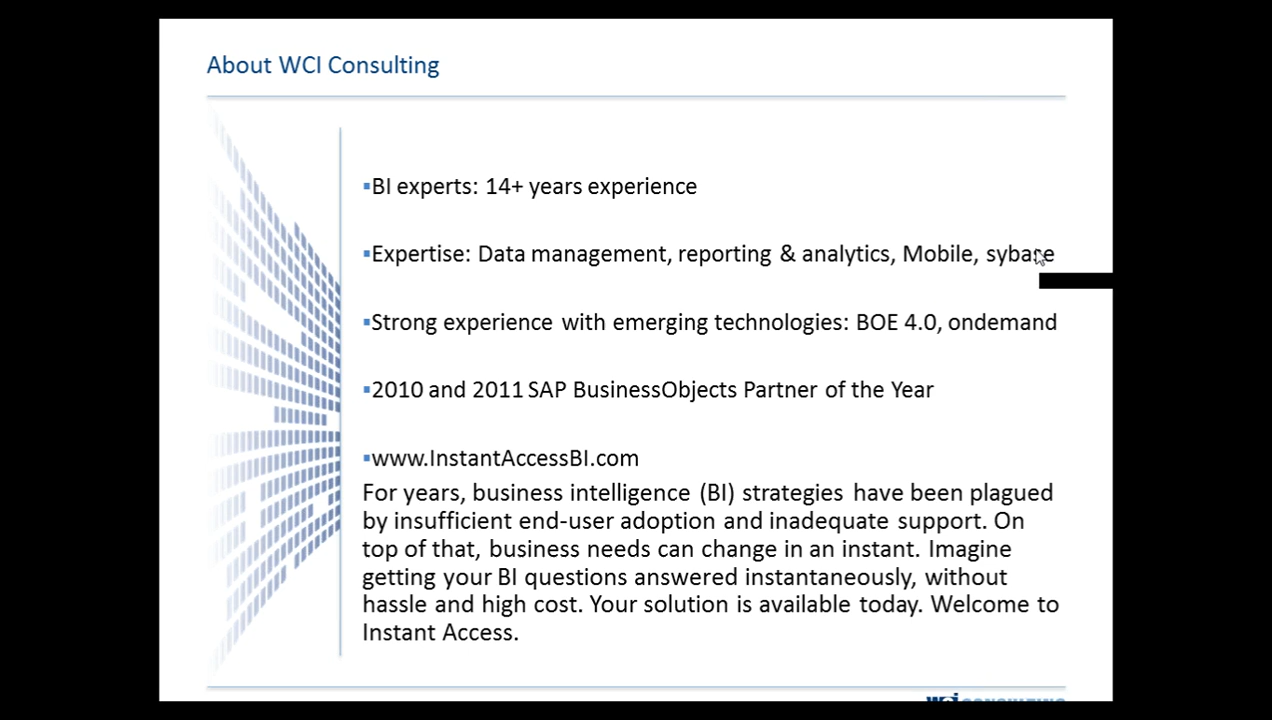 About WCI Consulting
▪BI experts: 14+ years experience
▪Expertise: Data management, reporting & analytics, Mobile, sybase
▪Strong experience with emerging technologies: BOE 4.0, ondemand
▪2010 and 2011 SAP BusinessObjects Partner of the Year
▪www.InstantAccessBI.com
For years, business intelligence (BI) strategies have been plagued
by insufficient end-user adoption and inadequate support. On
top of that, business needs can change in an instant. Imagine
getting your BI questions answered instantaneously, without
hassle and high cost. Your solution is available today. Welcome to
Instant Access.
wci CONSULTING